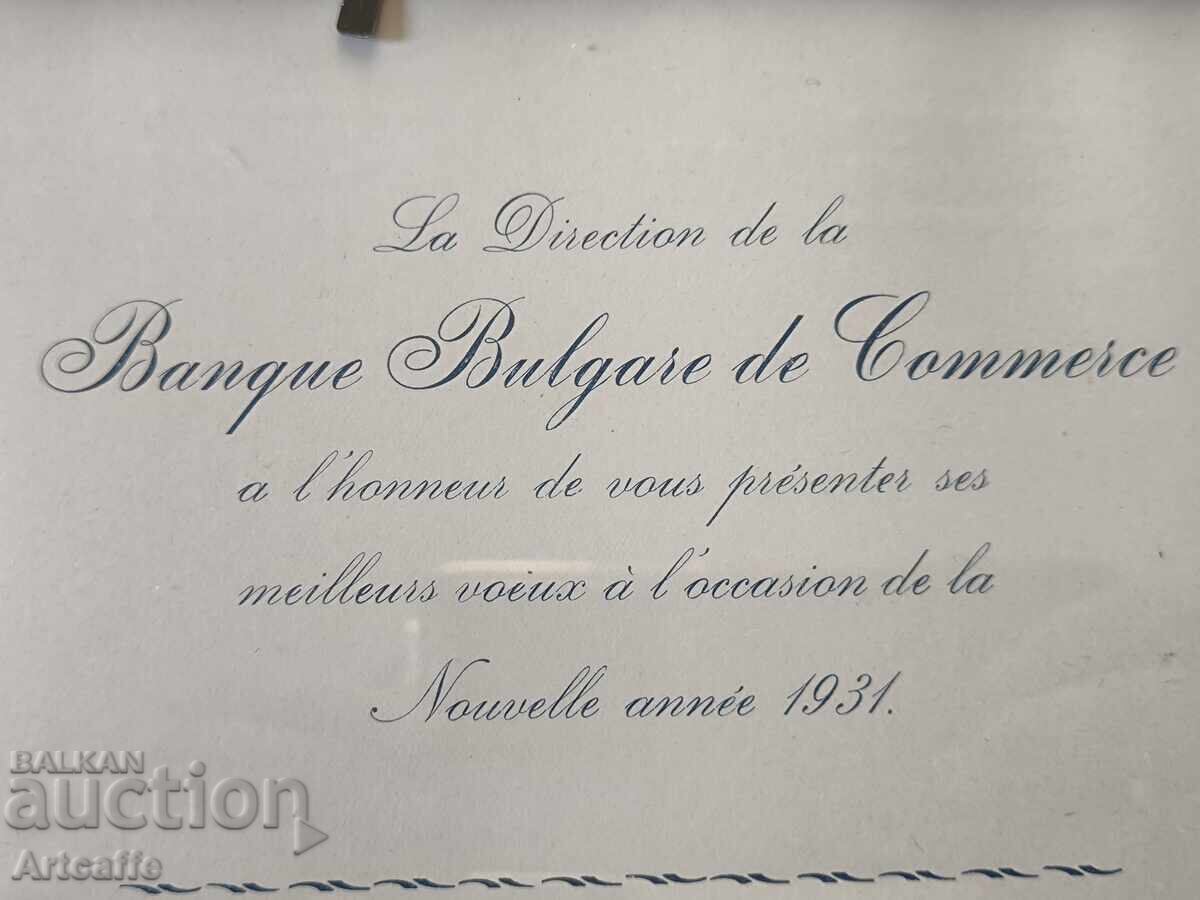 La Direction de la
Banque Bulgare de Commerce
a l'honneur de vous présenter ses
meilleurs voeux à l'occasion de la
Nouvelle année 1931.
BALKAN
auction
Artcaffe